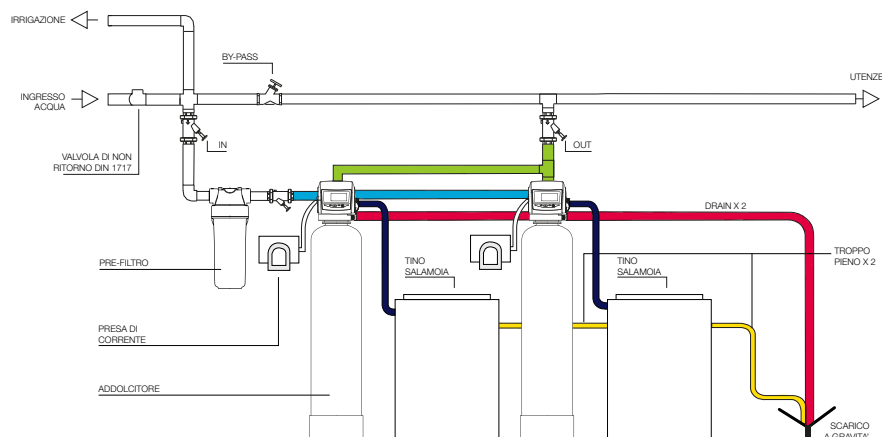 IRRIGAZIONE
BY-PASS
UTENZE
INGRESSO
ACQUA
IN
OUT
VALVOLA DI NON
RITORNO DIN 1717
DRAIN X 2
PRE-FILTRO
TINO
SALAMOIA
TINO
SALAMOIA
TROPPO
PIENO X 2
PRESA DI
CORRENTE
ADDOLCITORE
SCARICO
A GRAVITA'